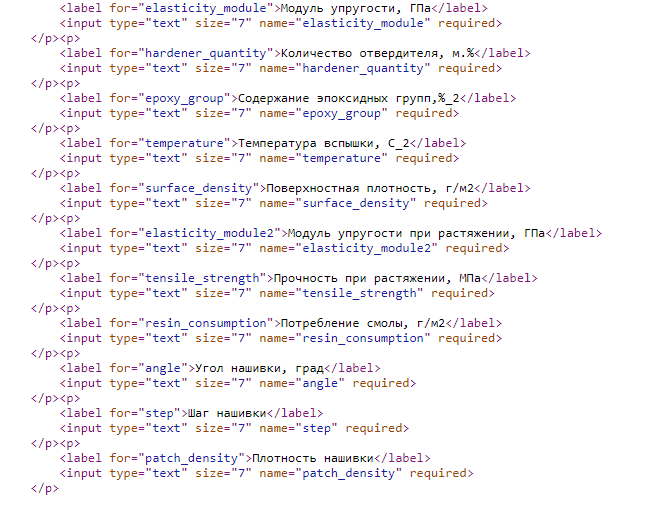 <label for="elasticity_module">Модуль упругости, ГПа</label>
<input type="text" size="7" name="elasticity_module" required>
</p><p>
<label for="hardener_quantity">Количество отвердителя, м.%</label>
<input type="text" size="7" name="hardener_quantity" required>
</p><p>
<label for="epoxy_group">Содержание эпоксидных групп,%_2</label>
<input type="text" size="7" name="epoxy_group" required>
</p><p>
<label for="temperature">Температура вспышки, С_2</label>
<input type="text" size="7" name="temperature" required>
</p><p>
<label for="surface_density">Поверхностная плотность, г/м2</label>
<input type="text" size="7" name="surface_density" required>
</p><p>
<label for="elasticity_module2">Модуль упругости при растяжении, ГПа</label>
<input type="text" size="7" name="elasticity_module2" required>
</p><p>
<label for="tensile_strength">Прочность при растяжении, МПа</label>
<input type="text" size="7" name="tensile_strength" required>
</p><p>
<label for="resin_consumption">Потребление смолы, г/м2</label>
<input type="text" size="7" name="resin_consumption" required>
</p><p>
<label for="angle">Угол нашивки, град</label>
<input type="text" size="7" name="angle" required>
</p><p>
<label for="step">Шаг нашивки</label>
<input type="text" size="7" name="step" required>
</p><p>
<label for="patch_density">Плотность нашивки</label>
<input type="text" size="7" name="patch_density" required>
</p>